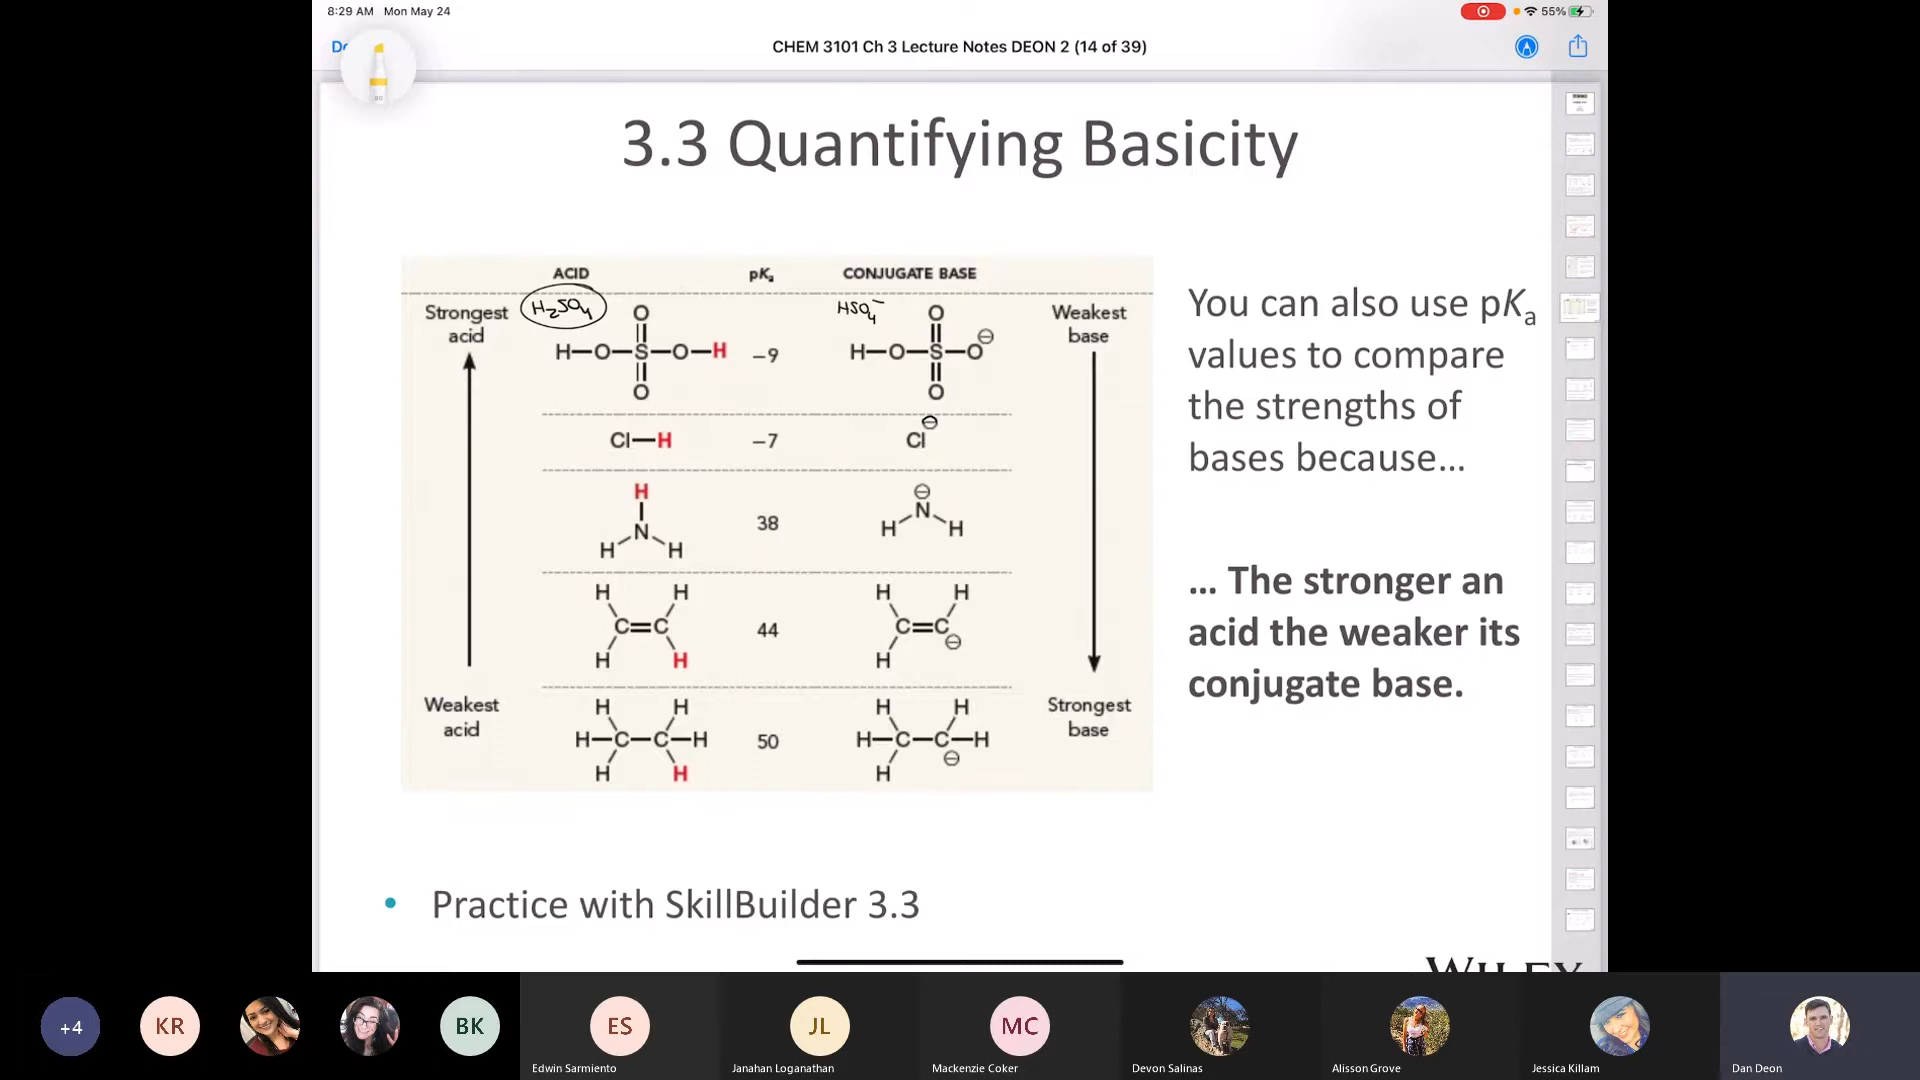 8:29 AM Mon May 24
55%
CHEM 3101 Ch 3 Lecture Notes DEON 2 (14 of 39)
3.3 Quantifying Basicity
ACID pKa CONJUGATE BASE
Strongest acid
H₂SO₄
H—O—S—O—H
O
O
−9
HSO₄⁻
H—O—S—O⊖
O
O
Weakest base
Cl—H −7 Cl⊖
H
N
H H
38
⊖
N
H H
H H
C=C
H H
44
H H
C=C⊖
H
Weakest acid
H H
H—C—C—H
H H
50
H H
H—C—C—H
H ⊖
Strongest base
You can also use pKa
values to compare
the strengths of
bases because...
... The stronger an
acid the weaker its
conjugate base.
• Practice with SkillBuilder 3.3
WILEY
+4
KR
BK
ES
Edwin Sarmiento
JL
Janahan Loganathan
MC
Mackenzie Coker
Devon Salinas
Alisson Grove
Jessica Killam
Dan Deon